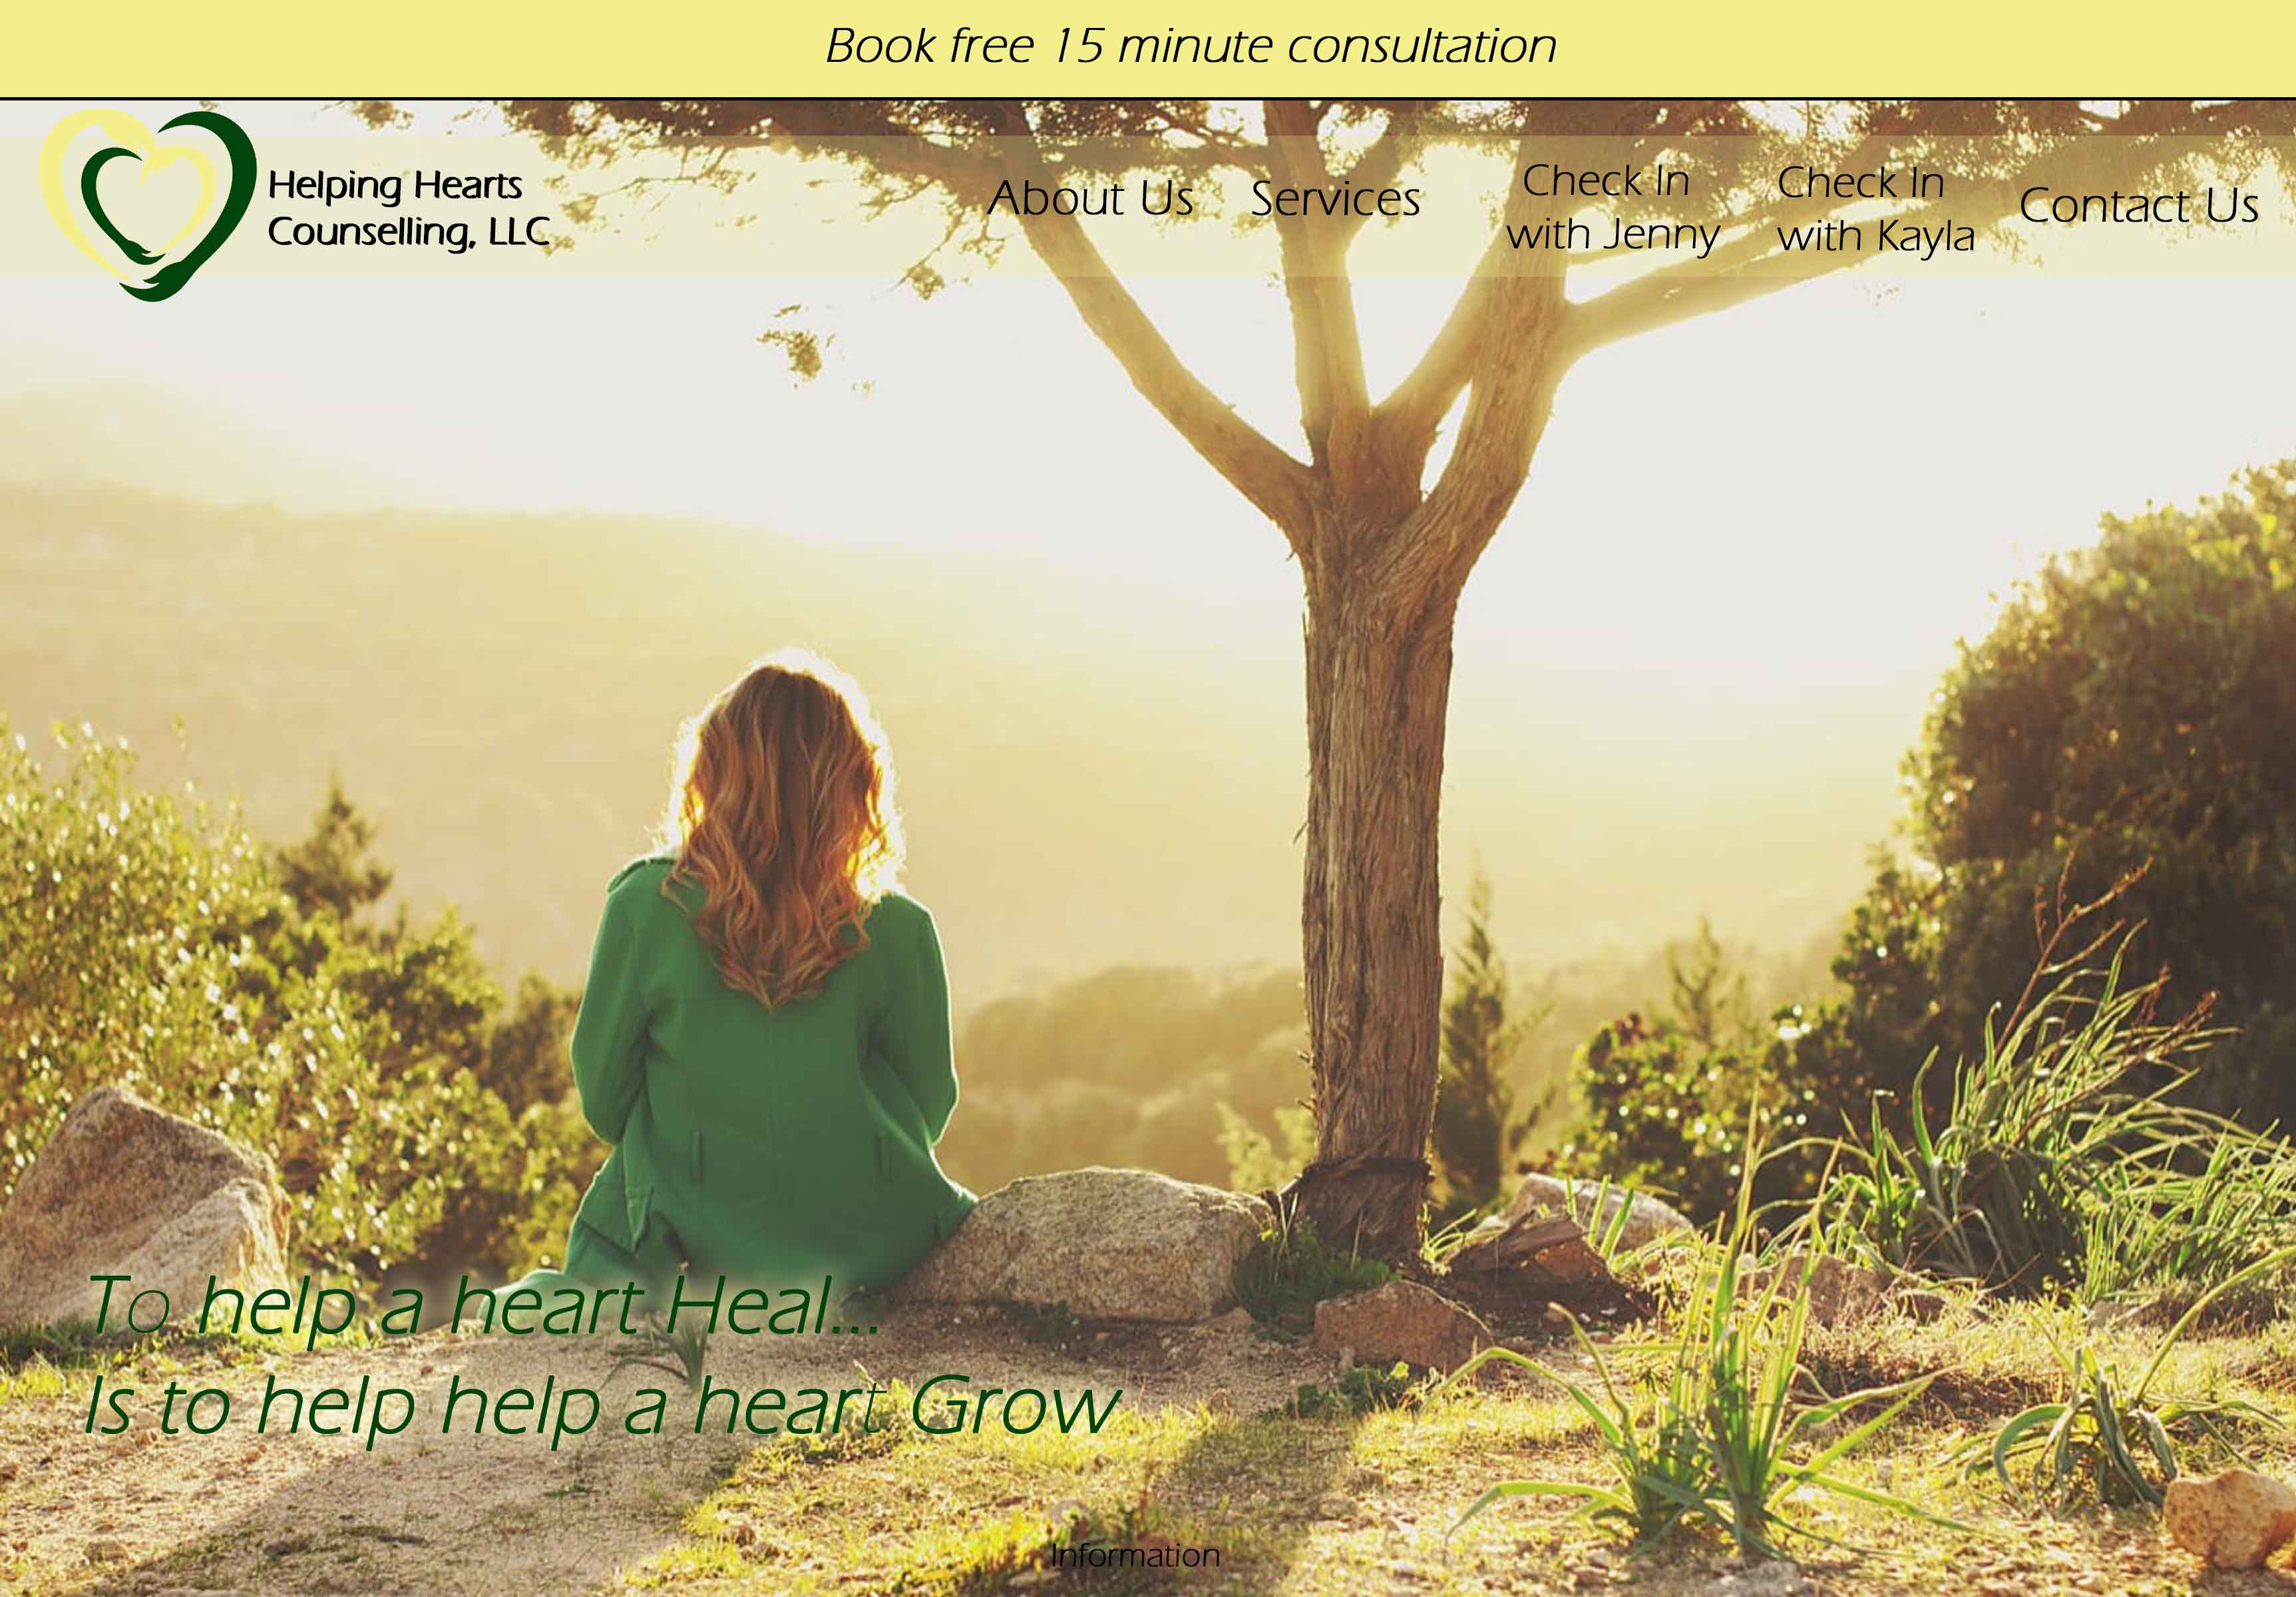 Book free 15 minute consultation
Helping Hearts
Counselling, LLC
About Us
Services
Check In
with Jenny
Check In
with Kayla
Contact Us
To help a heart Heal...
Is to help help a heart Grow
Information